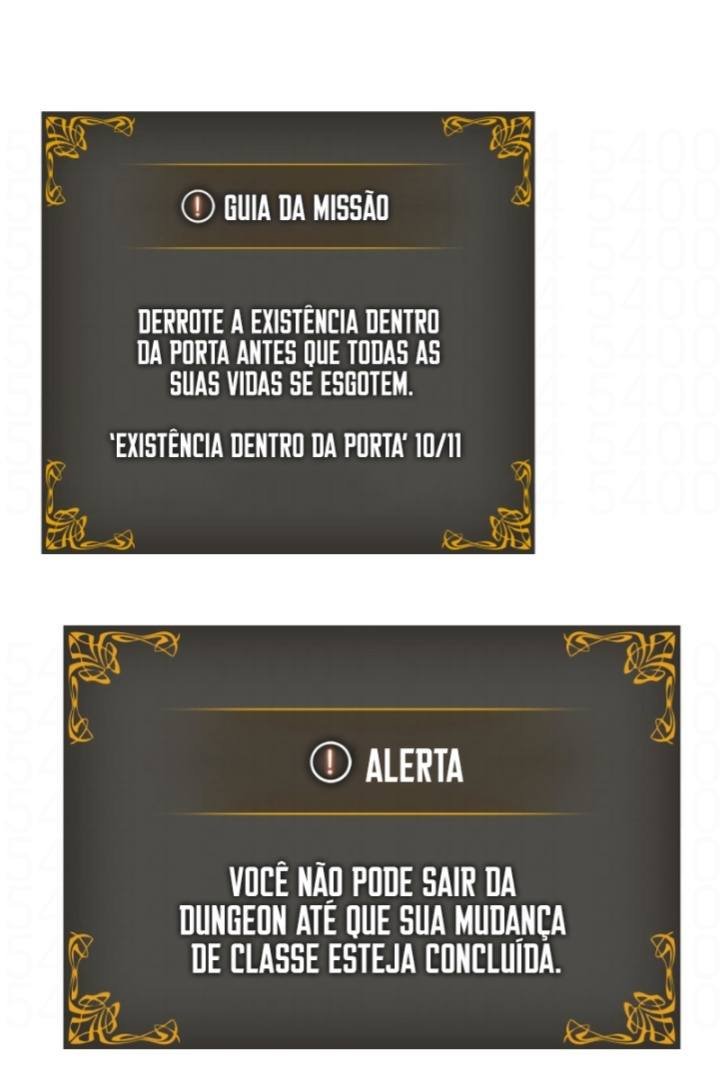 ! GUIA DA MISSÃO
DERROTE A EXISTÊNCIA DENTRO
DA PORTA ANTES QUE TODAS AS
SUAS VIDAS SE ESGOTEM.
'EXISTÊNCIA DENTRO DA PORTA' 10/11
! ALERTA
VOCÊ NÃO PODE SAIR DA
DUNGEON ATÉ QUE SUA MUDANÇA
DE CLASSE ESTEJA CONCLUÍDA.